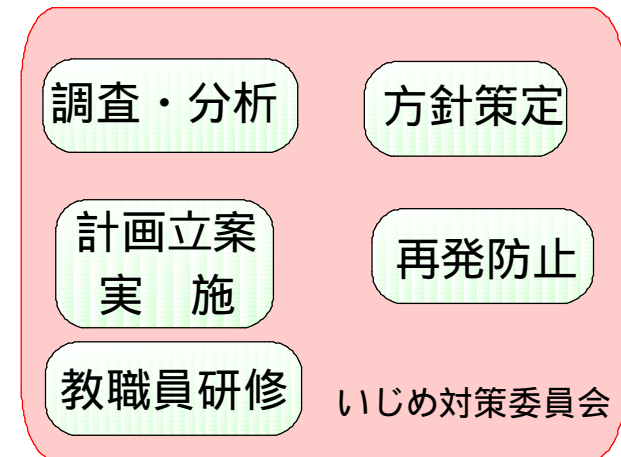 調査・分析
方針策定
計画立案
実　施
再発防止
教職員研修
いじめ対策委員会